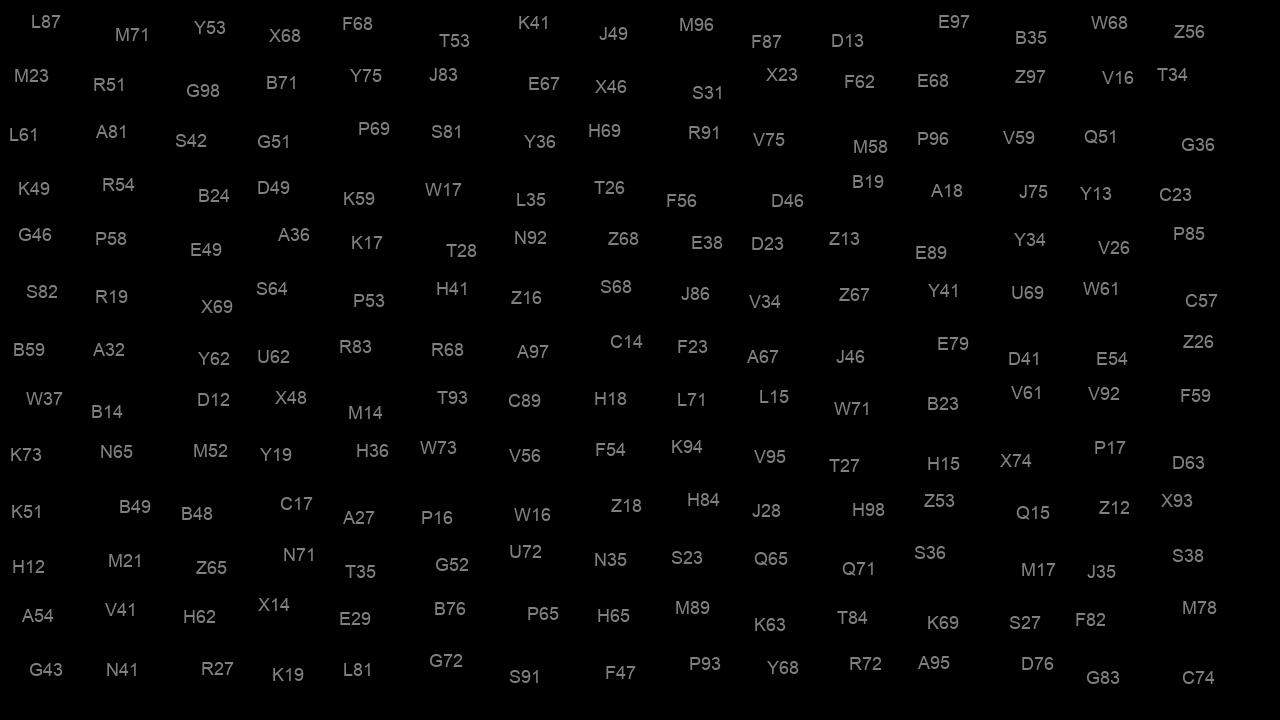 L87 M71 Y53 X68 F68 T53 K41 J49 M96 F87 D13 E97 B35 W68 Z56
M23 R51 G98 B71 Y75 J83 E67 X46 S31 X23 F62 E68 Z97 V16 T34
L61 A81 S42 G51 P69 S81 Y36 H69 R91 V75 M58 P96 V59 Q51 G36
K49 R54 B24 D49 K59 W17 L35 T26 F56 D46 B19 A18 J75 Y13 C23
G46 P58 E49 A36 K17 T28 N92 Z68 E38 D23 Z13 E89 Y34 V26 P85
S82 R19 X69 S64 P53 H41 Z16 S68 J86 V34 Z67 Y41 U69 W61 C57
B59 A32 Y62 U62 R83 R68 A97 C14 F23 A67 J46 E79 D41 E54 Z26
W37 B14 D12 X48 M14 T93 C89 H18 L71 L15 W71 B23 V61 V92 F59
K73 N65 M52 Y19 H36 W73 V56 F54 K94 V95 T27 H15 X74 P17 D63
K51 B49 B48 C17 A27 P16 W16 Z18 H84 J28 H98 Z53 Q15 Z12 X93
H12 M21 Z65 N71 T35 G52 U72 N35 S23 Q65 Q71 S36 M17 J35 S38
A54 V41 H62 X14 E29 B76 P65 H65 M89 K63 T84 K69 S27 F82 M78
G43 N41 R27 K19 L81 G72 S91 F47 P93 Y68 R72 A95 D76 G83 C74